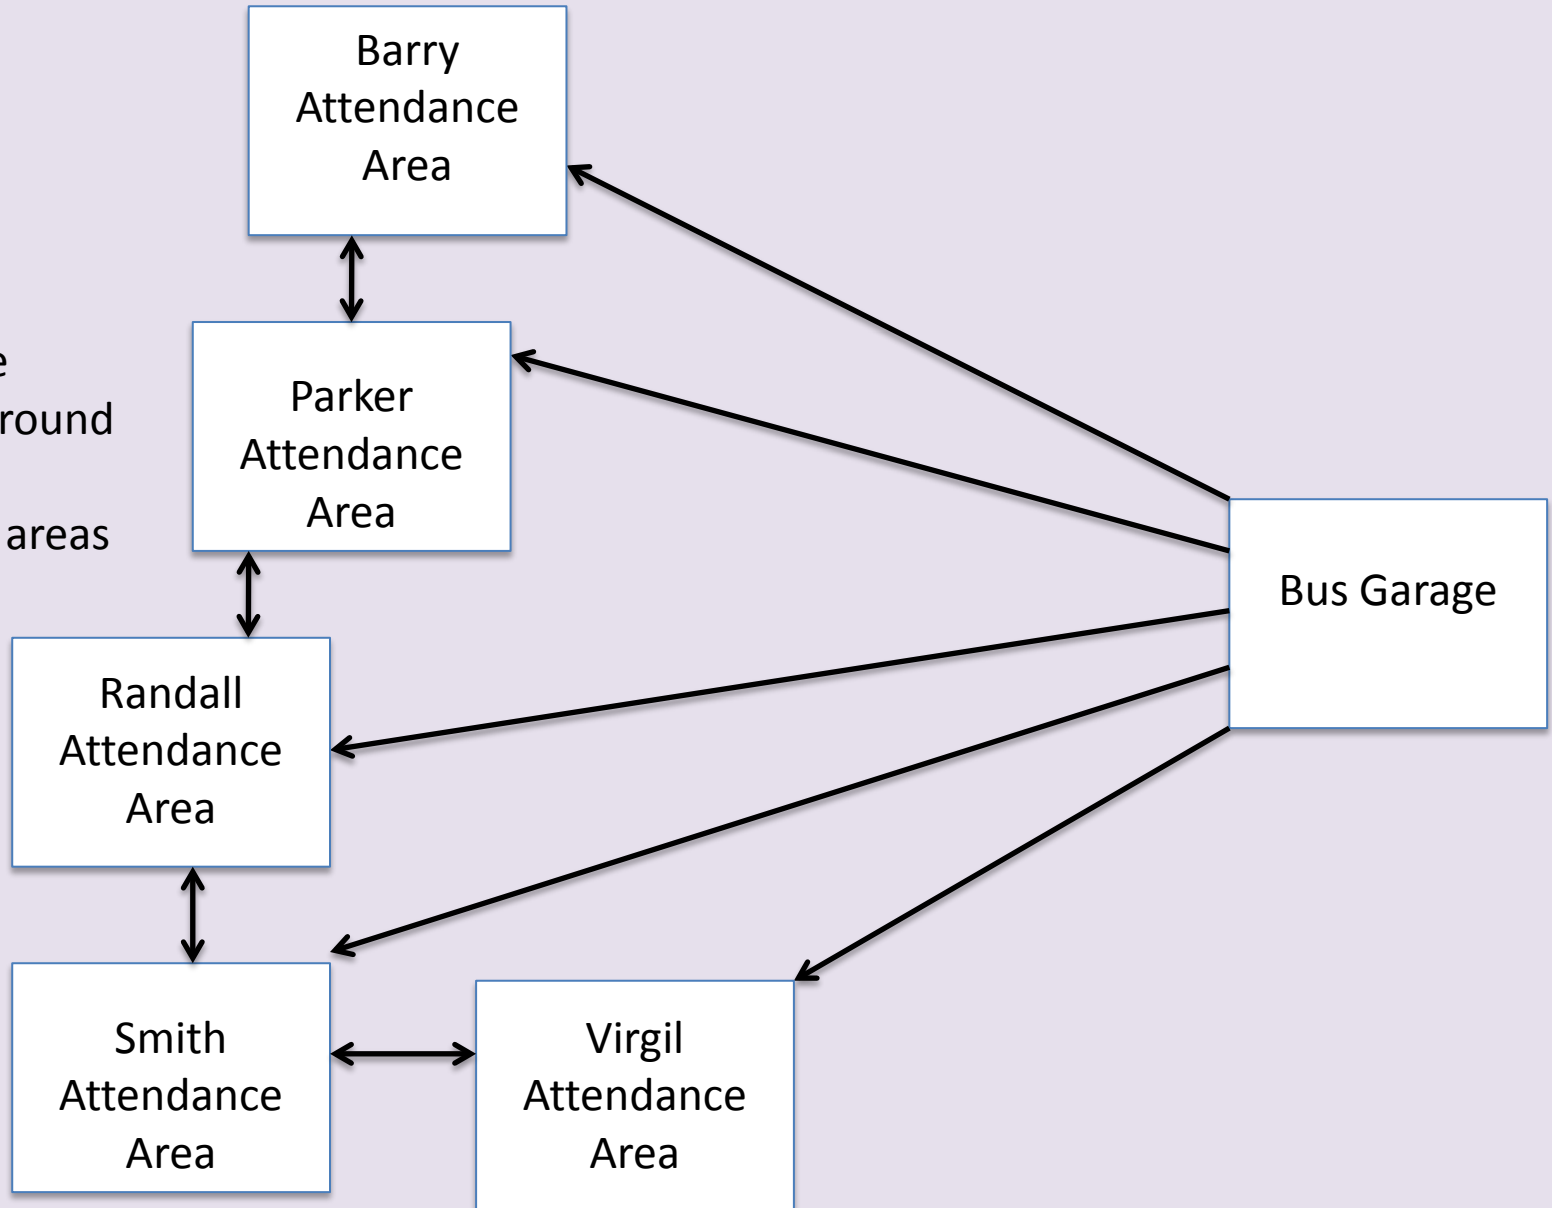 Barry
Attendance
Area
e
round
areas
Parker
Attendance
Area
Bus Garage
Randall
Attendance
Area
Smith
Attendance
Area
Virgil
Attendance
Area